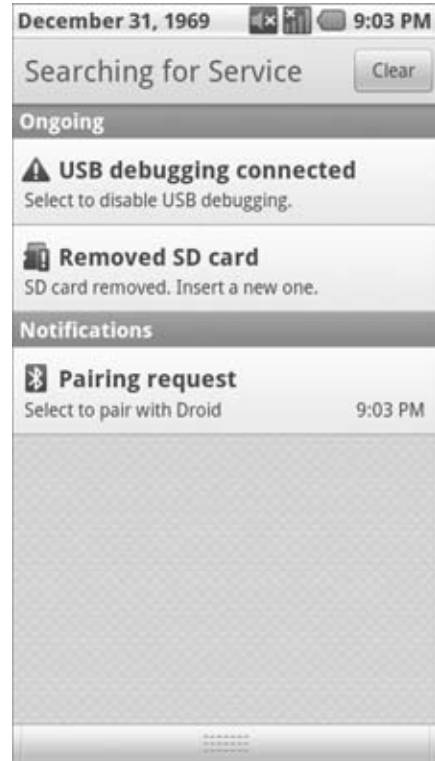 December 31, 1969 9:03 PM
Searching for Service Clear
Ongoing
USB debugging connected
Select to disable USB debugging.
Removed SD card
SD card removed. Insert a new one.
Notifications
Pairing request
Select to pair with Droid 9:03 PM